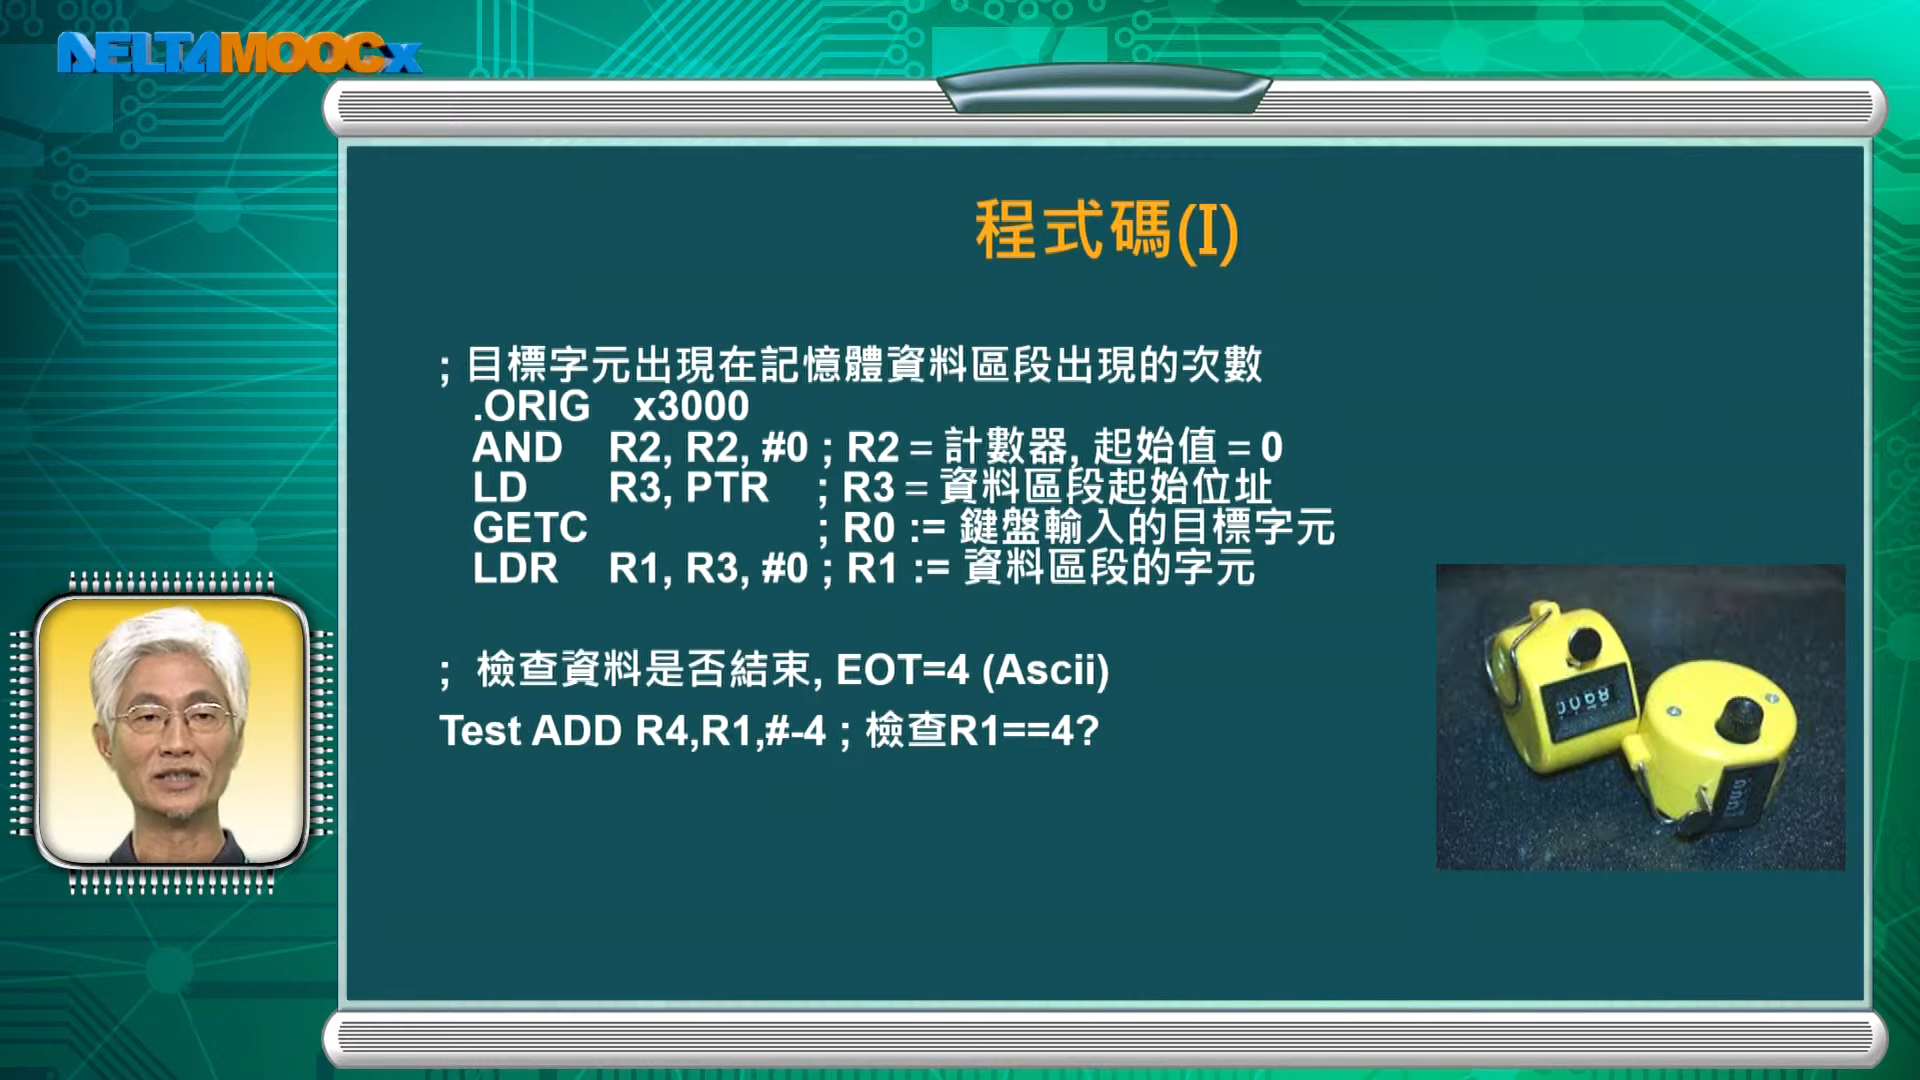 DELTAMOOCx
程式碼(I)
; 目標字元出現在記憶體資料區段出現的次數
.ORIG x3000
AND R2, R2, #0 ; R2 = 計數器, 起始值 = 0
LD R3, PTR ; R3 = 資料區段起始位址
GETC ; R0 := 鍵盤輸入的目標字元
LDR R1, R3, #0 ; R1 := 資料區段的字元
; 檢查資料是否結束, EOT=4 (Ascii)
Test ADD R4,R1,#-4 ; 檢查R1==4?